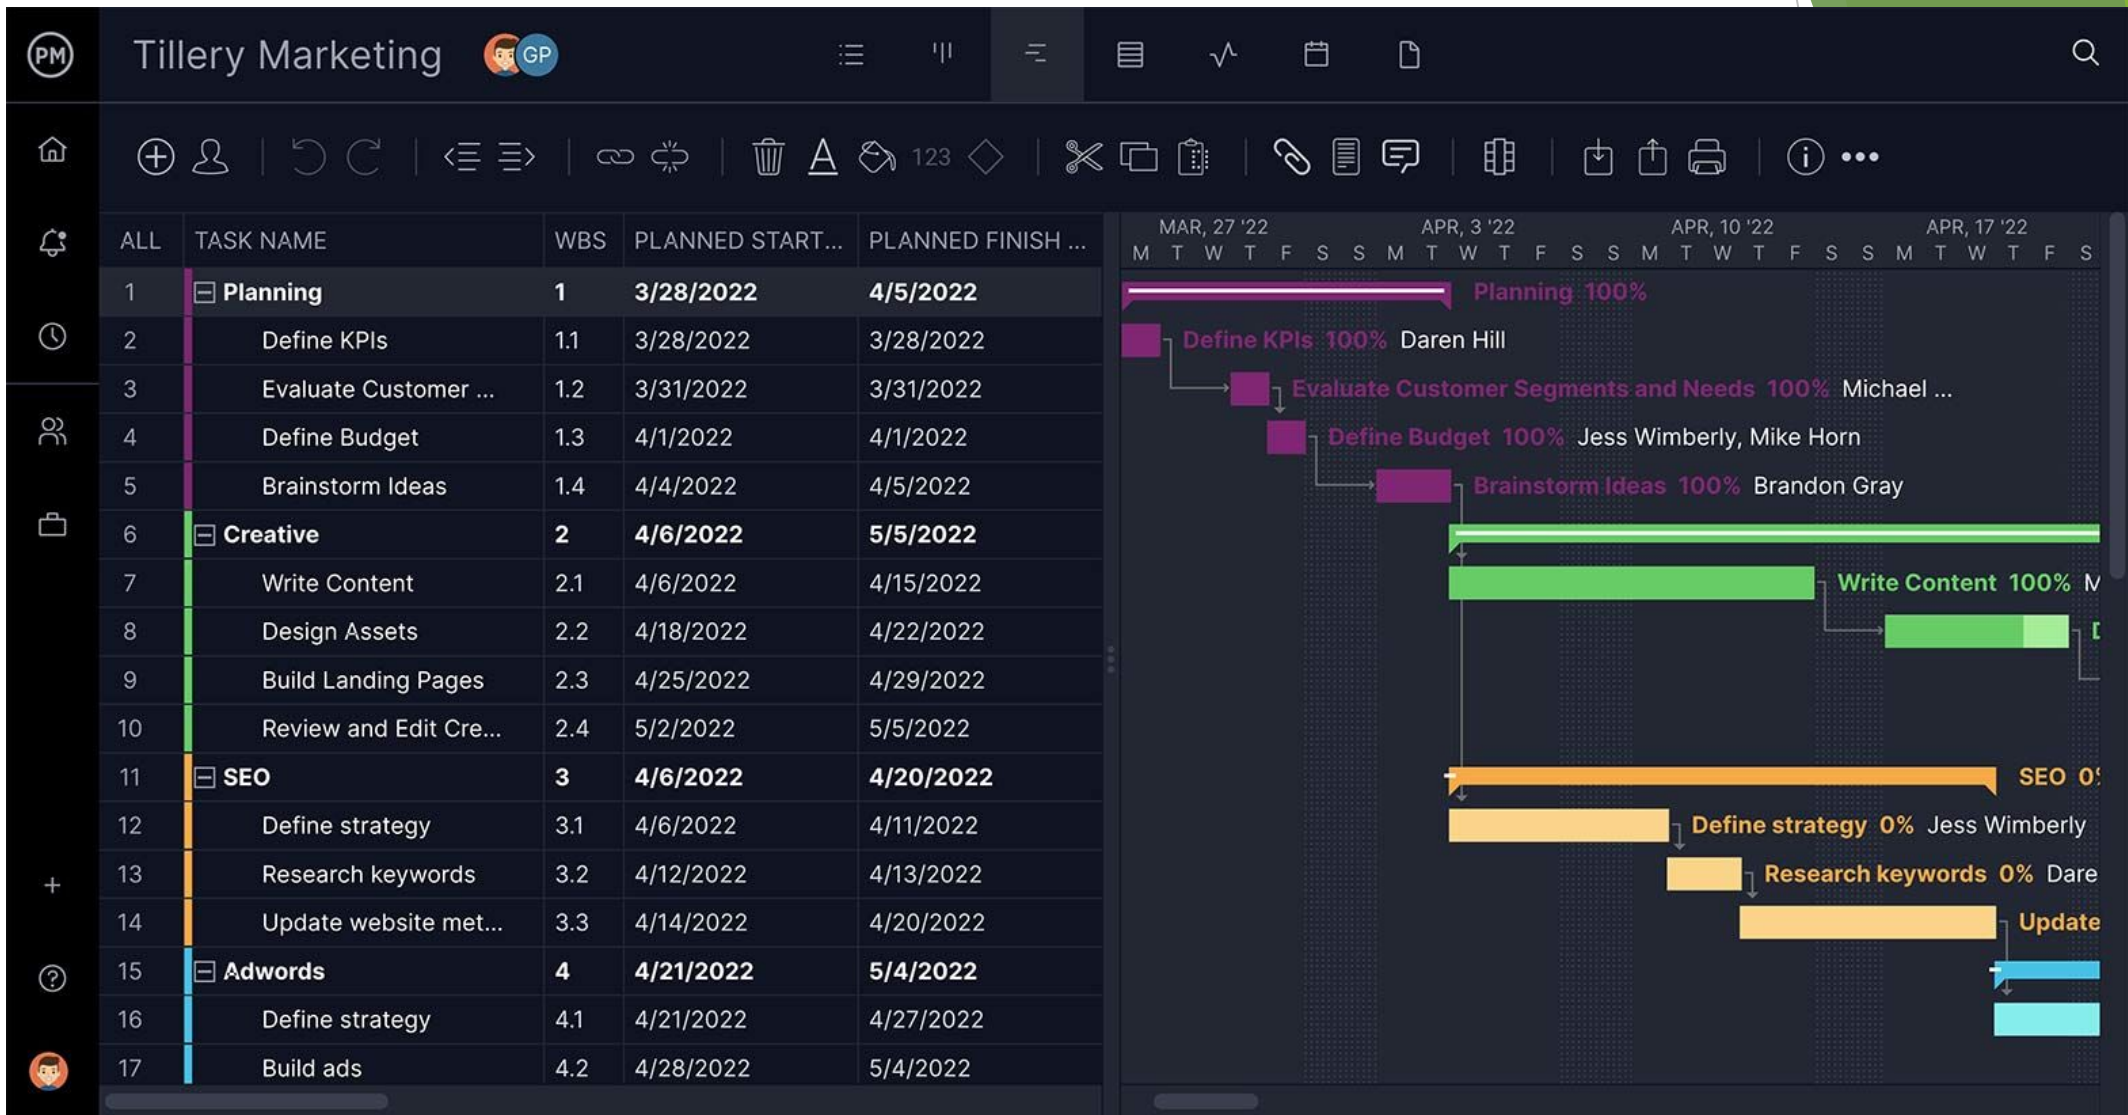 PM Tillery Marketing GP
123
ALL TASK NAME WBS PLANNED START... PLANNED FINISH ...
MAR, 27 '22 APR, 3 '22 APR, 10 '22 APR, 17 '22
M T W T F S S M T W T F S S M T W T F S S M T W T F S
1 Planning 1 3/28/2022 4/5/2022 Planning 100%
2 Define KPIs 1.1 3/28/2022 3/28/2022 Define KPIs 100% Daren Hill
3 Evaluate Customer ... 1.2 3/31/2022 3/31/2022 Evaluate Customer Segments and Needs 100% Michael ...
4 Define Budget 1.3 4/1/2022 4/1/2022 Define Budget 100% Jess Wimberly, Mike Horn
5 Brainstorm Ideas 1.4 4/4/2022 4/5/2022 Brainstorm Ideas 100% Brandon Gray
6 Creative 2 4/6/2022 5/5/2022
7 Write Content 2.1 4/6/2022 4/15/2022 Write Content 100% M
8 Design Assets 2.2 4/18/2022 4/22/2022
9 Build Landing Pages 2.3 4/25/2022 4/29/2022
10 Review and Edit Cre... 2.4 5/2/2022 5/5/2022
11 SEO 3 4/6/2022 4/20/2022 SEO 0%
12 Define strategy 3.1 4/6/2022 4/11/2022 Define strategy 0% Jess Wimberly
13 Research keywords 3.2 4/12/2022 4/13/2022 Research keywords 0% Dare
14 Update website met... 3.3 4/14/2022 4/20/2022 Update
15 Adwords 4 4/21/2022 5/4/2022
16 Define strategy 4.1 4/21/2022 4/27/2022
17 Build ads 4.2 4/28/2022 5/4/2022